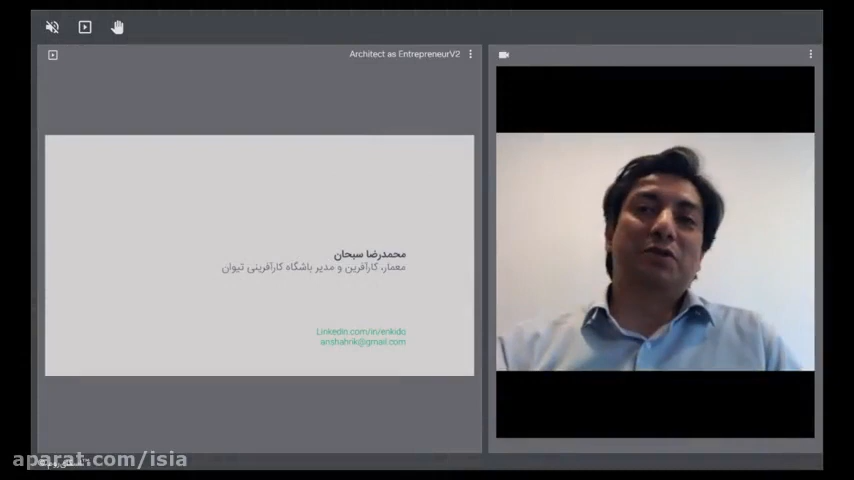 Architect as EntrepreneurV2
محمدرضا سبحان
معمار، کارآفرین و مدیر باشگاه کارآفرینی تیوان
Linkedin.com/in/enkido
anshahrik@gmail.com
aparat.com/isia